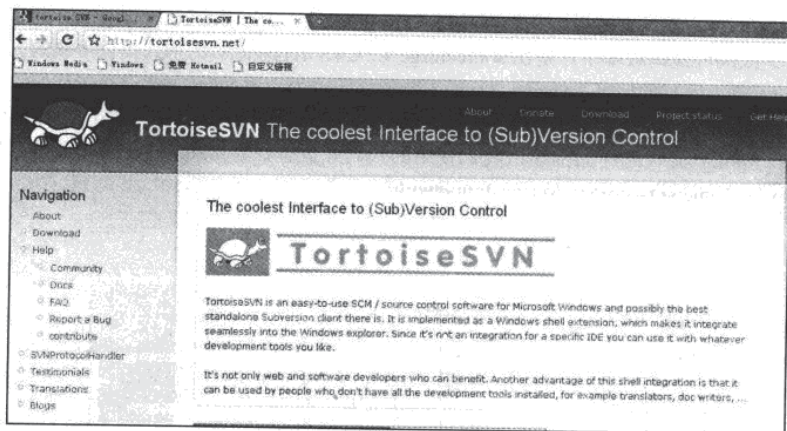 tortoise SVN - Googl...
TortoiseSVN | The co...
http://tortoisesvn.net/
Windows Media
Windows
免费 Hotmail
自定义链接
About
Donate
Download
Project status
Get Help
TortoiseSVN The coolest Interface to (Sub)Version Control
Navigation
About
Download
Help
Community
Docs
FAQ
Report a Bug
contribute
SVNProtocolHandler
Testimonials
Translations
Blogs
The coolest Interface to (Sub)Version Control
TortoiseSVN
TortoiseSVN is an easy-to-use SCM / source control software for Microsoft Windows and possibly the best
standalone Subversion client there is. It is implemented as a Windows shell extension, which makes it integrate
seamlessly into the Windows explorer. Since it's not an integration for a specific IDE you can use it with whatever
development tools you like.
It's not only web and software developers who can benefit. Another advantage of this shell integration is that it
can be used by people who don't have all the development tools installed, for example translators, doc writers, ...